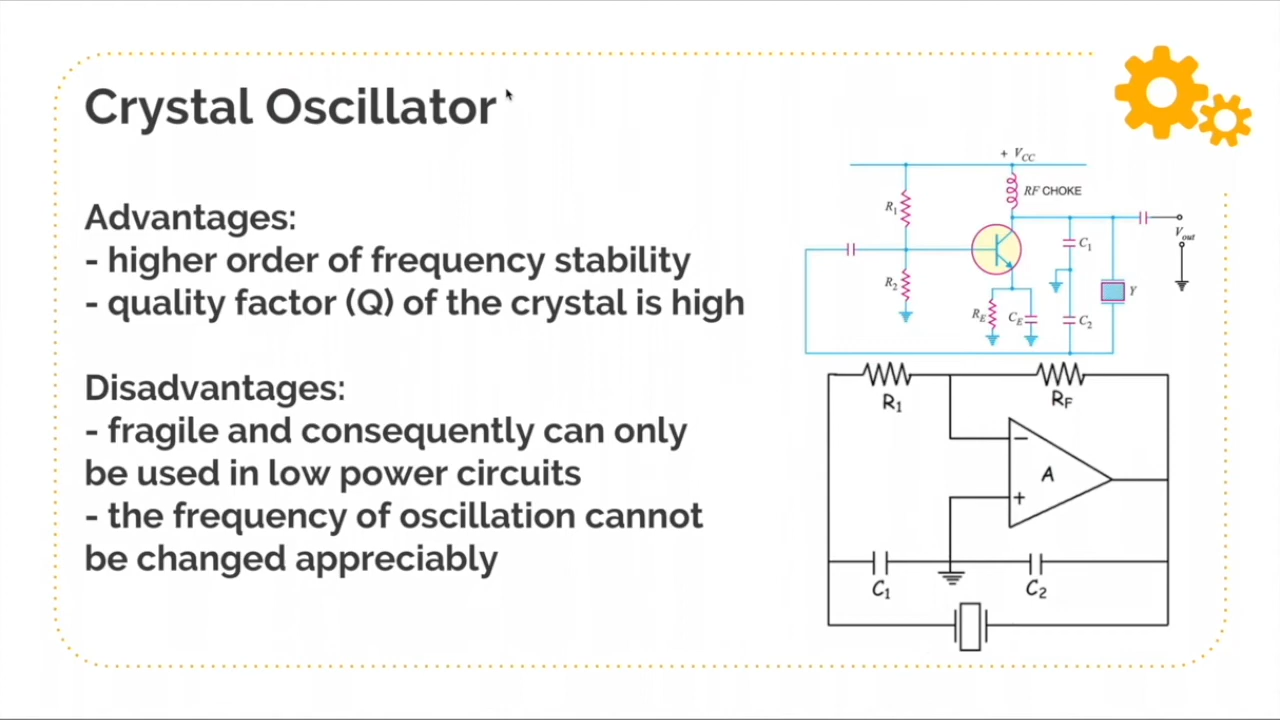 Crystal Oscillator
Advantages:
- higher order of frequency stability
- quality factor (Q) of the crystal is high
Disadvantages:
- fragile and consequently can only
be used in low power circuits
- the frequency of oscillation cannot
be changed appreciably
+ VCC
RF CHOKE
R1
C1
Vout
R2
Y
RE
CE
C2
R1
RF
−
A
+
C1
C2